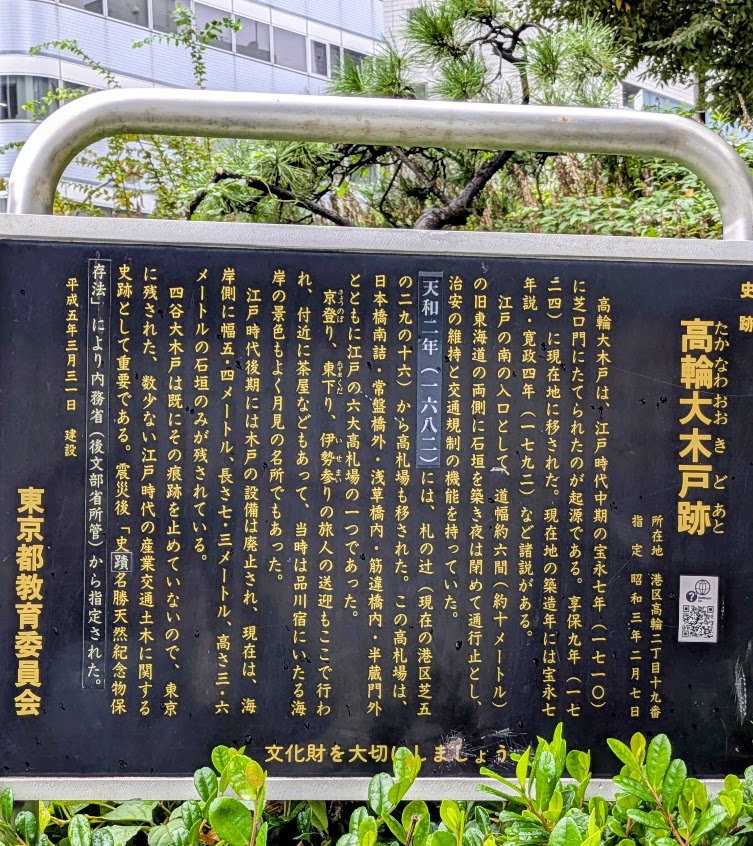 史跡
高輪大木戸跡
たかなわおおきどあと
所在地 港区高輪二丁目十九番
指定 昭和三年二月七日
高輪大木戸は、江戸時代中期の宝永七年（一七一〇）
に芝口門にたてられたのが起源である。享保九年（一七
二四）に現在地に移された。現在地の築造年には宝永七
年説・寛政四年（一七九二）など諸説がある。
江戸の南の入口として、道幅約六間（約十メートル）
の旧東海道の両側に石垣を築き夜は閉めて通行止とし、
治安の維持と交通規制の機能を持っていた。
天和二年（一六八二）には、札の辻（現在の港区芝五
の二九の十六）から高札場も移された。この高札場は、
日本橋南詰・常盤橋外・浅草橋内・筋違橋内・半蔵門外
とともに江戸の六大高札場の一つであった。
京登り、東下り、伊勢参りの旅人の送迎もここで行わ
きょうのぼ あずまくだ いせまい
れ、付近に茶屋などもあって、当時は品川宿にいたる海
岸の景色もよく月見の名所でもあった。
江戸時代後期には木戸の設備は廃止され、現在は、海
岸側に幅五・四メートル、長さ七・三メートル、高さ三・六
メートルの石垣のみが残されている。
四谷大木戸は既にその痕跡を止めていないので、東京
に残された、数少ない江戸時代の産業交通土木に関する
史跡として重要である。震災後「史蹟名勝天然紀念物保
存法」により内務省（後文部省所管）から指定された。
平成五年三月三一日 建設
東京都教育委員会
文化財を大切にしましょう